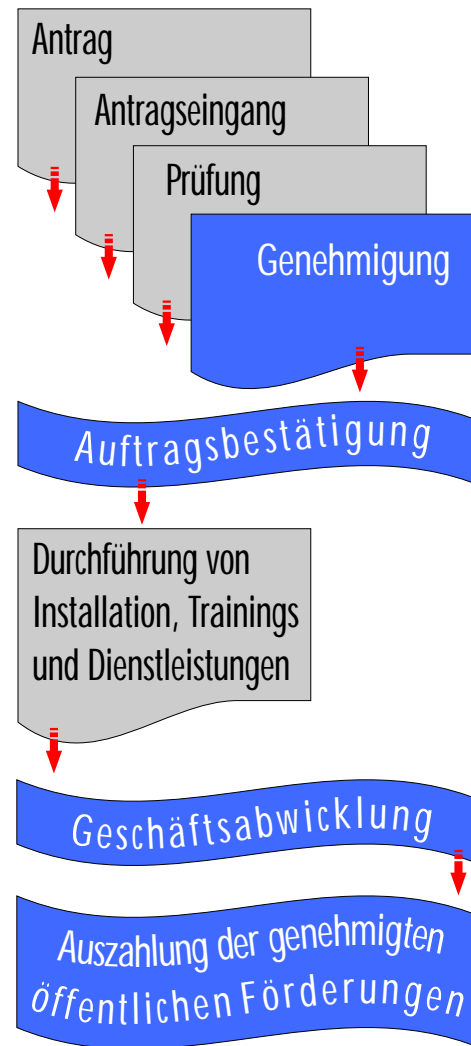 Antrag
Antragseingang
Prüfung
Genehmigung
Auftragsbestätigung
Durchführung von
Installation, Trainings
und Dienstleistungen
Geschäftsabwicklung
Auszahlung der genehmigten
öffentlichen Förderungen